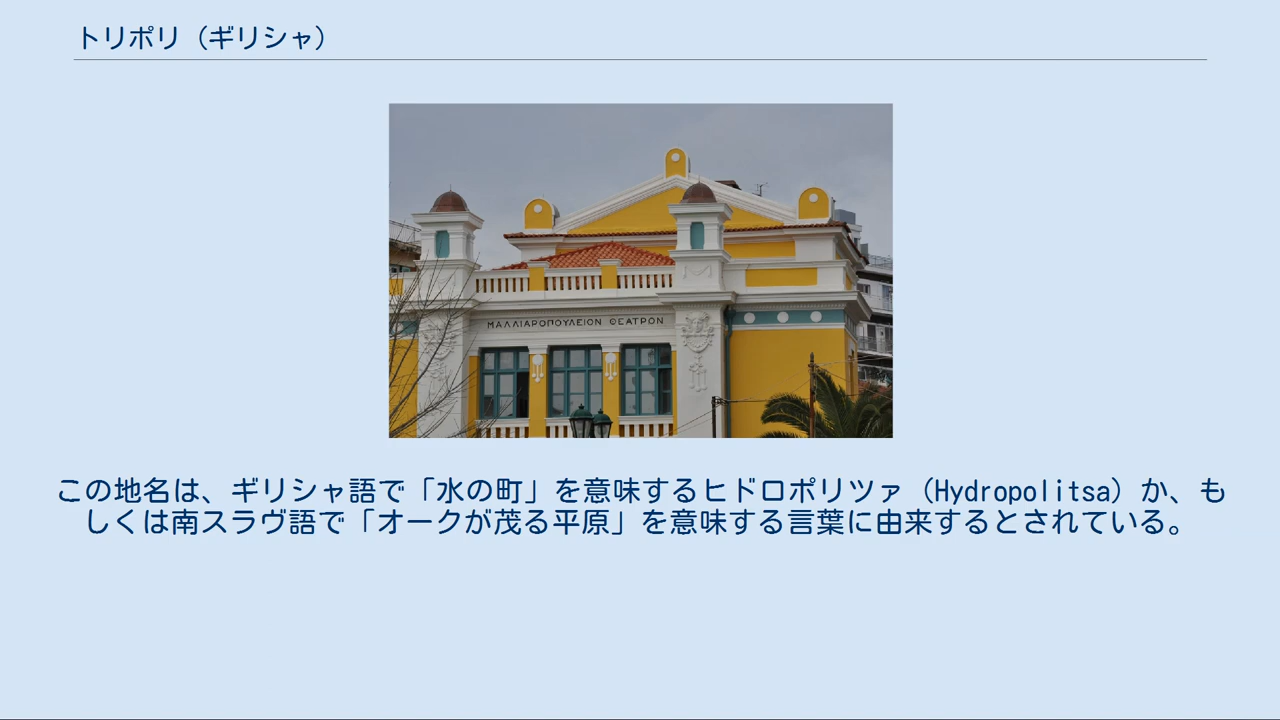 トリポリ（ギリシャ）
ΜΑΛΛΙΑΡΟΠΟΥΛΕΙΟΝ ΘΕΑΤΡΟΝ
この地名は、ギリシャ語で「水の町」を意味するヒドロポリツァ（Hydropolitsa）か、も
しくは南スラヴ語で「オークが茂る平原」を意味する言葉に由来するとされている。